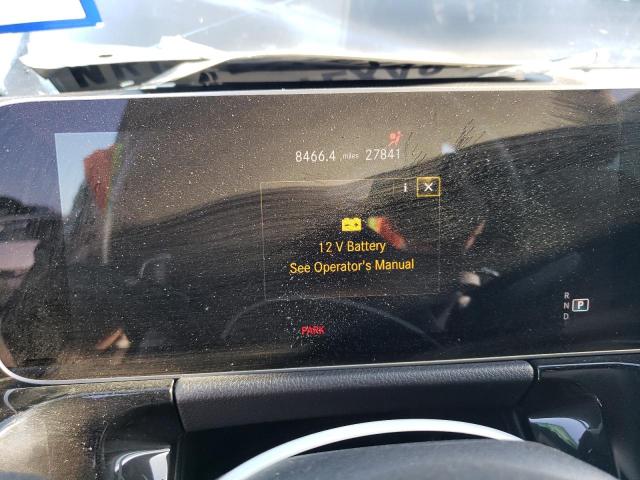 8466.4 miles 27841
i X
12 V Battery
See Operator's Manual
R
N P
D
PARK